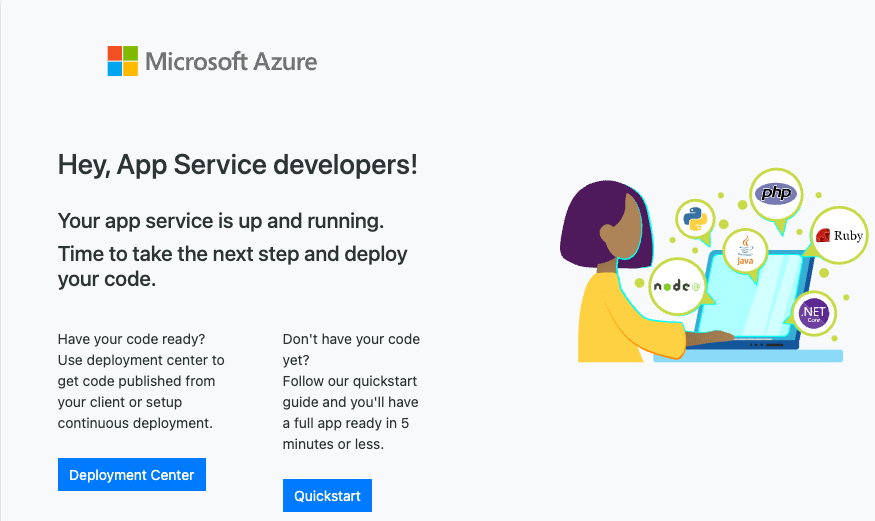 Microsoft Azure
Hey, App Service developers!
Your app service is up and running.
Time to take the next step and deploy
your code.
Have your code ready?
Use deployment center to
get code published from
your client or setup
continuous deployment.
Deployment Center
Don't have your code
yet?
Follow our quickstart
guide and you'll have
a full app ready in 5
minutes or less.
Quickstart
php
Ruby
Java
node
.NET
Core